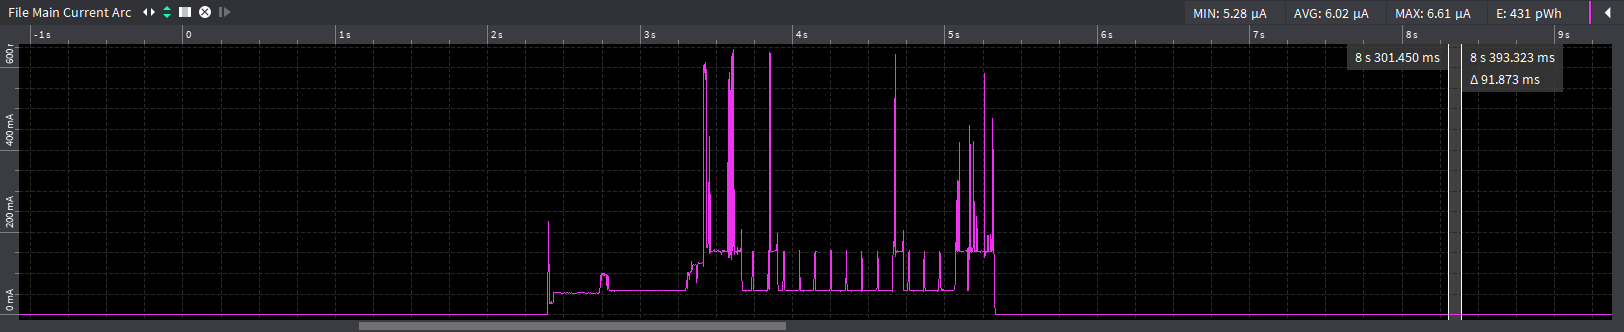 File Main Current Arc
MIN: 5.28 µA AVG: 6.02 µA MAX: 6.61 µA E: 431 pWh
-1s 0 1s 2s 3s 4s 5s 6s 7s 8s 9s
8 s 301.450 ms
8 s 393.323 ms
Δ 91.873 ms
400 mA
200 mA
0 mA